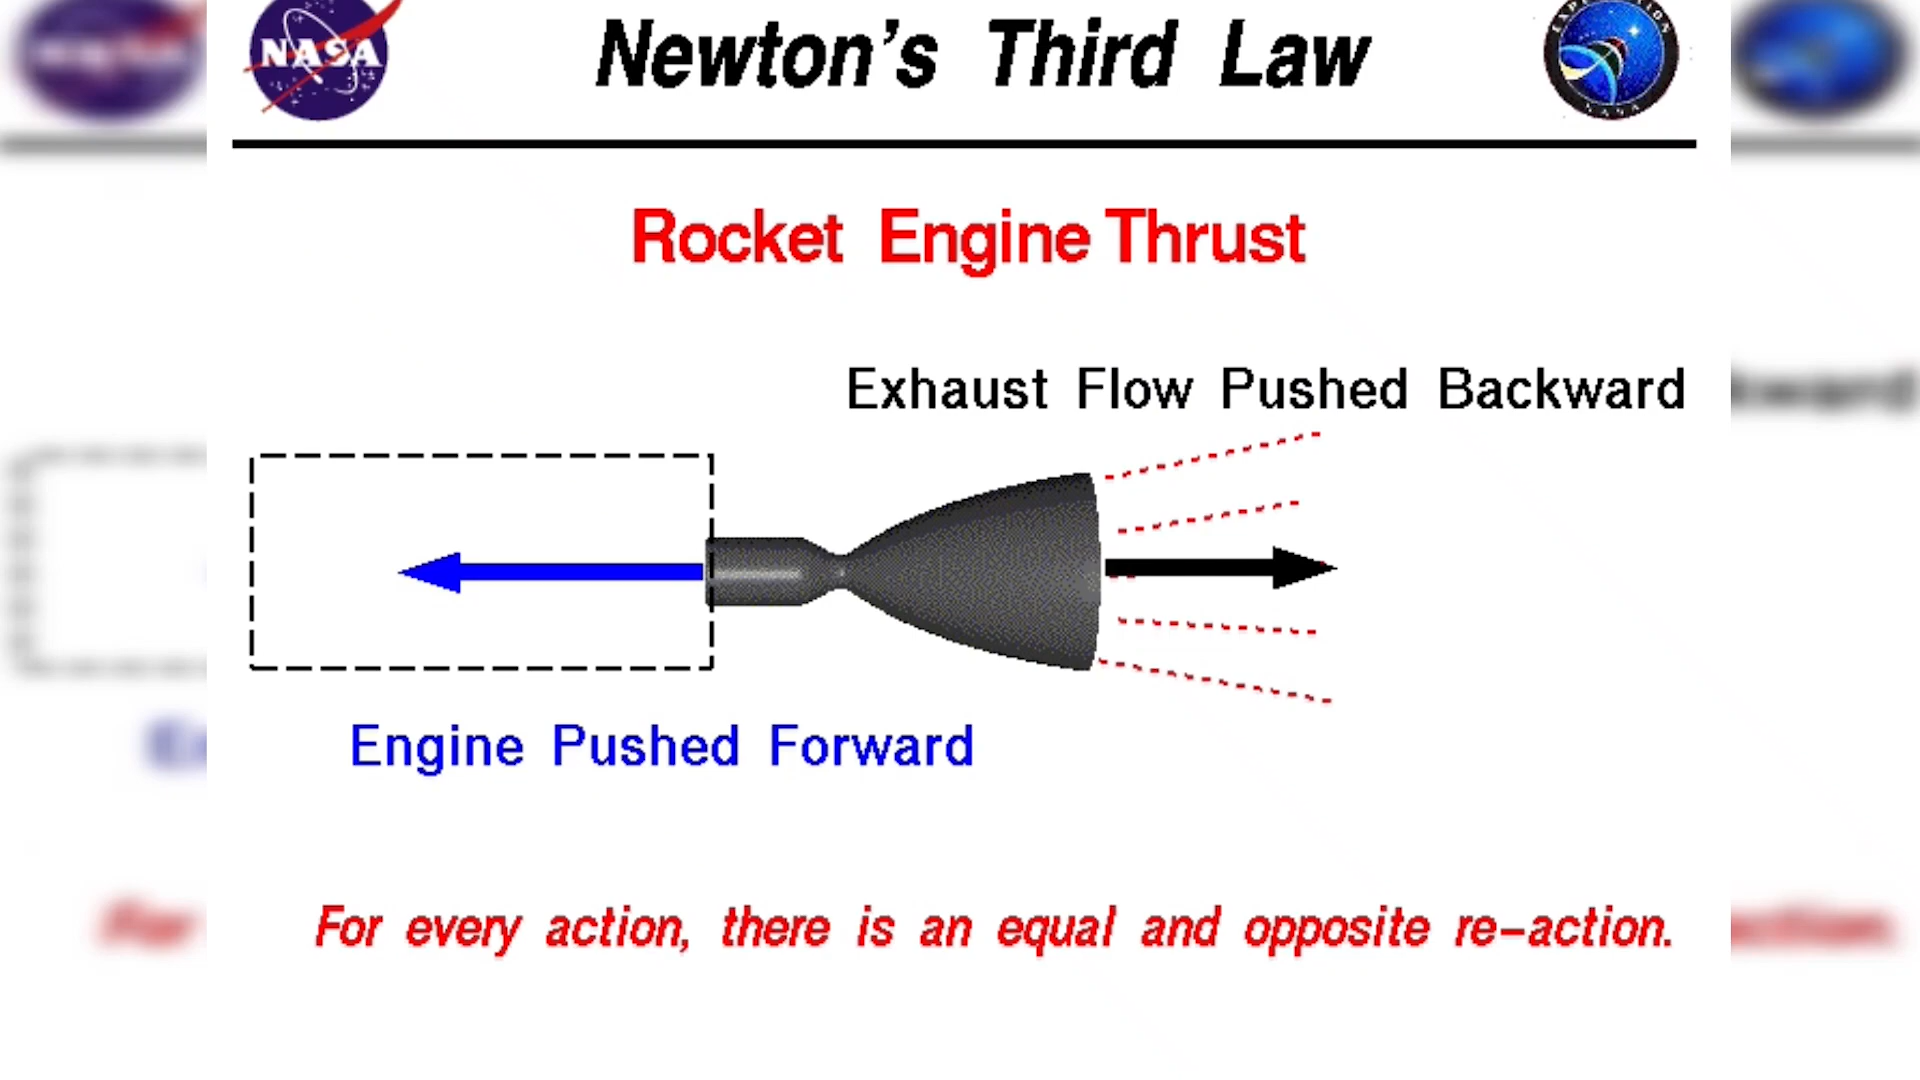 NASA
Newton's Third Law
Rocket Engine Thrust
Exhaust Flow Pushed Backward
Engine Pushed Forward
For every action, there is an equal and opposite re-action.